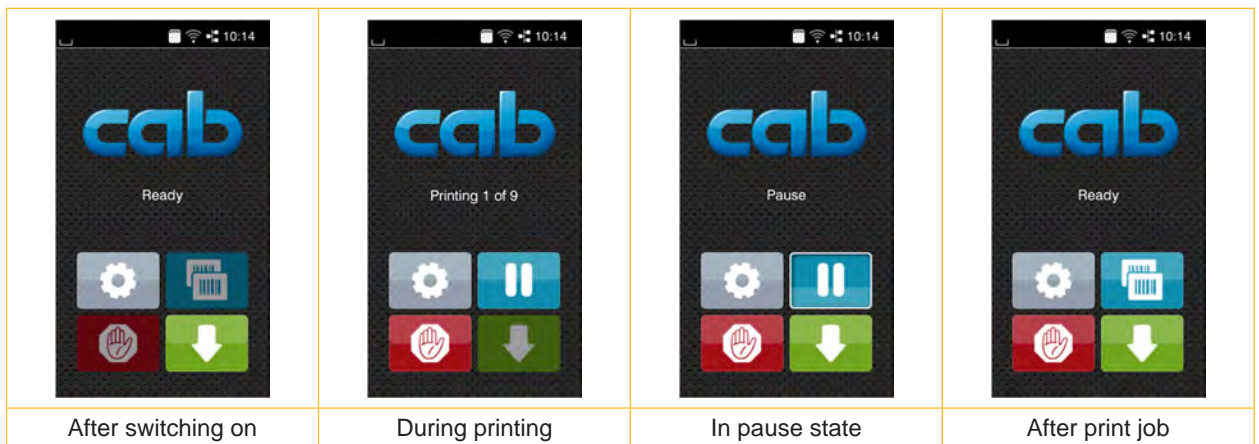 10:14
cab
Ready
After switching on
10:14
cab
Printing 1 of 9
During printing
10:14
cab
Pause
In pause state
10:14
cab
Ready
After print job